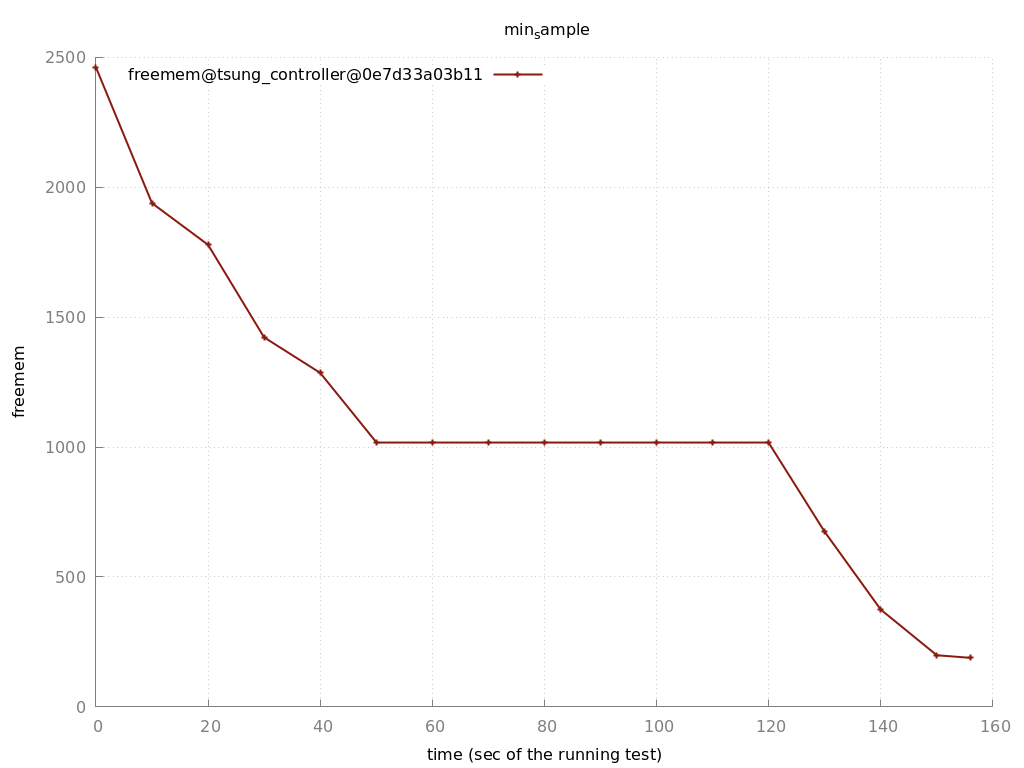 min_sample
2500
freemem@tsung_controller@0e7d33a03b11
2000
1500
1000
500
0
freemem
0 20 40 60 80 100 120 140 160
time (sec of the running test)